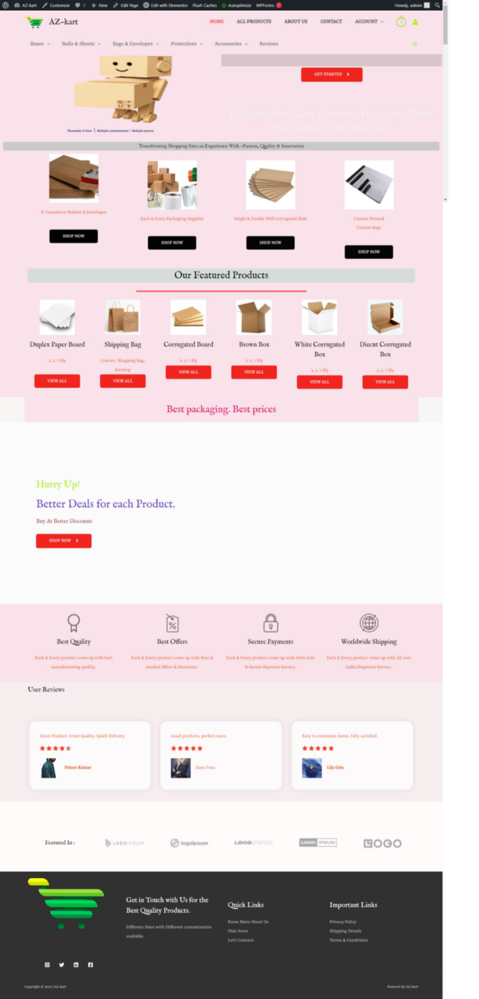 AZ-kart Customize 0 New Edit Page Edit with Elementor Flush Caches Autoptimize WPForms 1 Howdy, admin
AZ-kart
HOME ALL PRODUCTS ABOUT US CONTACT ACCOUNT
Boxes Rolls & Sheets Bags & Envelopes Protectives Accessories Reviews
GET STARTED
Packaging that Cares - Product, People and Planet
Your products, our final touch.
Thousands of Sizes | Multiple customisations | Multiple options.
Transforming Shopping Into an Experience With -Passion, Quality & Innovation
E-Commerce Mailers & Envelopes
SHOP NOW
Each & Every Packaging Supplies
SHOP NOW
Single & Double Wall Corrugated Pads
SHOP NOW
Custom Printed
Courier Bags
SHOP NOW
Our Featured Products
Duplex Paper Board
3, 5, 7 Ply
VIEW ALL
Shipping Bag
Courier, Shopping Bag,
Envelop
VIEW ALL
Corrugated Board
3, 5, 7 Ply
VIEW ALL
Brown Box
3, 5, 7 Ply
VIEW ALL
White Corrugated
Box
3, 5, 7 Ply
VIEW ALL
Diecut Corrugated
Box
3, 5, 7 Ply
VIEW ALL
Best packaging. Best prices
Hurry Up!
Better Deals for each Product.
Buy At Better Discounts
SHOP NOW
Best Quality
Each & Every product come up with best
manufacturing quality.
Best Offers
Each & Every product come up with Best &
needed Offers & Discounts.
Secure Payments
Each & Every product come up with 100% Safe
& Secure Payment Service.
Worldwide Shipping
Each & Every product come up with All over
India Shipment Service.
User Reviews
Great Product. Great Quality. Quick Delivery
Prince Kumar
Good products, perfect sizes.
Jame Foxx
Easy to customize items, fully satisfied.
Lily Grin
Featured In :
LOGOIPSUM
logoipsum
LOGOIPSUM
LOGO IPSUM
LOGO
Get in Touch with Us for the
Best Quality Products.
Different Sizes with Different customization
available.
Quick Links
Know More About Us
Visit Store
Let's Connect
Important Links
Privacy Policy
Shipping Details
Terms & Conditions
Copyright © 2022 | AZ-kart
Powered By AZ-kart